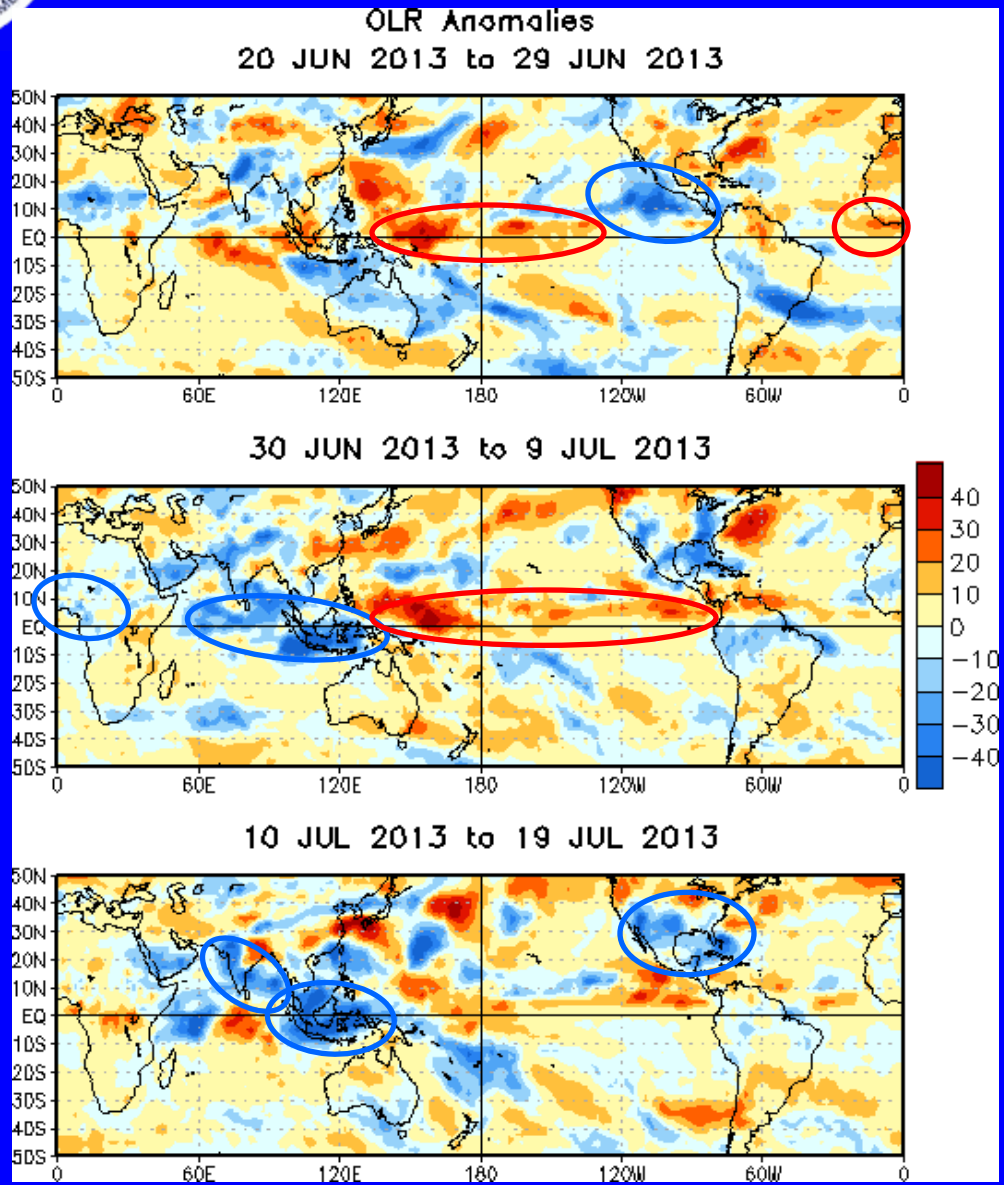 OLR Anomalies
20 JUN 2013 to 29 JUN 2013
50N
40N
30N
20N
10N
EQ
10S
20S
30S
40S
50S
0 60E 120E 180 120W 60W 0
30 JUN 2013 to 9 JUL 2013
50N
40N
30N
20N
10N
EQ
10S
20S
30S
40S
50S
0 60E 120E 180 120W 60W 0
40
30
20
10
0
-10
-20
-30
-40
10 JUL 2013 to 19 JUL 2013
50N
40N
30N
20N
10N
EQ
10S
20S
30S
40S
50S
0 60E 120E 180 120W 60W 0